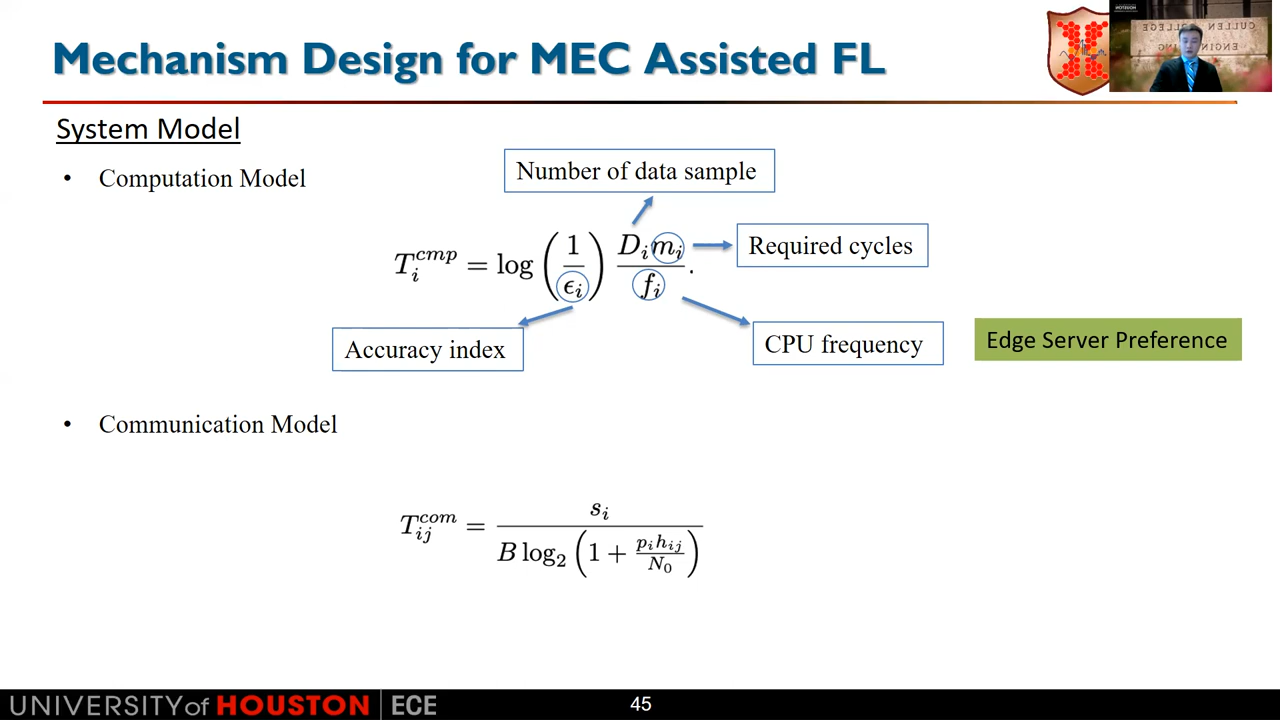 Mechanism Design for MEC Assisted FL
System Model
• Computation Model
Number of data sample
T_i^{cmp} = log (1/ϵ_i) D_i m_i / f_i.
Required cycles
Accuracy index
CPU frequency
Edge Server Preference
• Communication Model
T_{ij}^{com} = s_i / (B log_2 (1 + p_i h_{ij} / N_0))
UNIVERSITY of HOUSTON | ECE
45
CULLEN COLLEGE